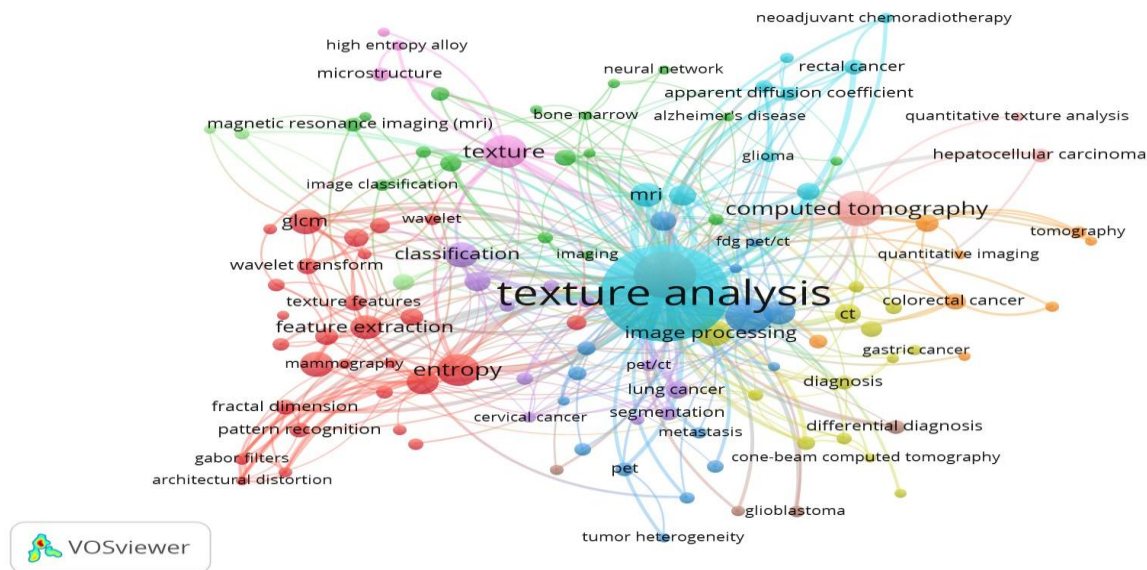 neoadjuvant chemoradiotherapy
high entropy alloy
rectal cancer
microstructure
neural network
apparent diffusion coefficient
magnetic resonance imaging (mri)
bone marrow
alzheimer's disease
quantitative texture analysis
texture
glioma
hepatocellular carcinoma
image classification
mri
glcm
wavelet
computed tomography
classification
imaging
fdg pet/ct
tomography
wavelet transform
quantitative imaging
texture analysis
texture features
colorectal cancer
feature extraction
image processing
ct
mammography
pet/ct
gastric cancer
entropy
lung cancer
diagnosis
fractal dimension
cervical cancer
segmentation
pattern recognition
metastasis
differential diagnosis
gabor filters
pet
cone-beam computed tomography
architectural distortion
glioblastoma
tumor heterogeneity
VOSviewer